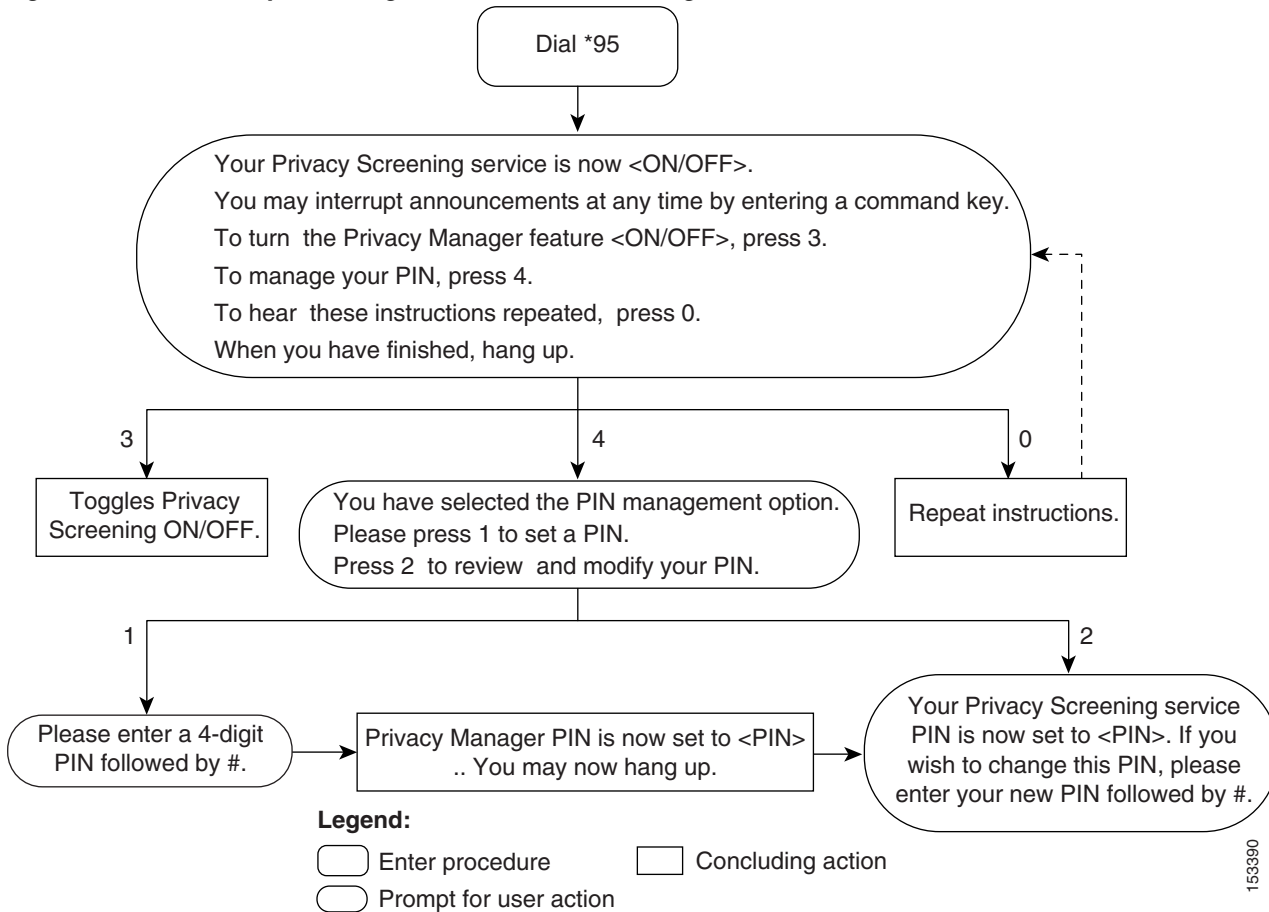 Dial *95
Your Privacy Screening service is now <ON/OFF>.
You may interrupt announcements at any time by entering a command key.
To turn the Privacy Manager feature <ON/OFF>, press 3.
To manage your PIN, press 4.
To hear these instructions repeated, press 0.
When you have finished, hang up.
3
4
0
Toggles Privacy
Screening ON/OFF.
You have selected the PIN management option.
Please press 1 to set a PIN.
Press 2 to review and modify your PIN.
Repeat instructions.
1
2
Please enter a 4-digit
PIN followed by #.
Privacy Manager PIN is now set to <PIN>
.. You may now hang up.
Your Privacy Screening service
PIN is now set to <PIN>. If you
wish to change this PIN, please
enter your new PIN followed by #.
Legend:
Enter procedure
Concluding action
Prompt for user action
153390